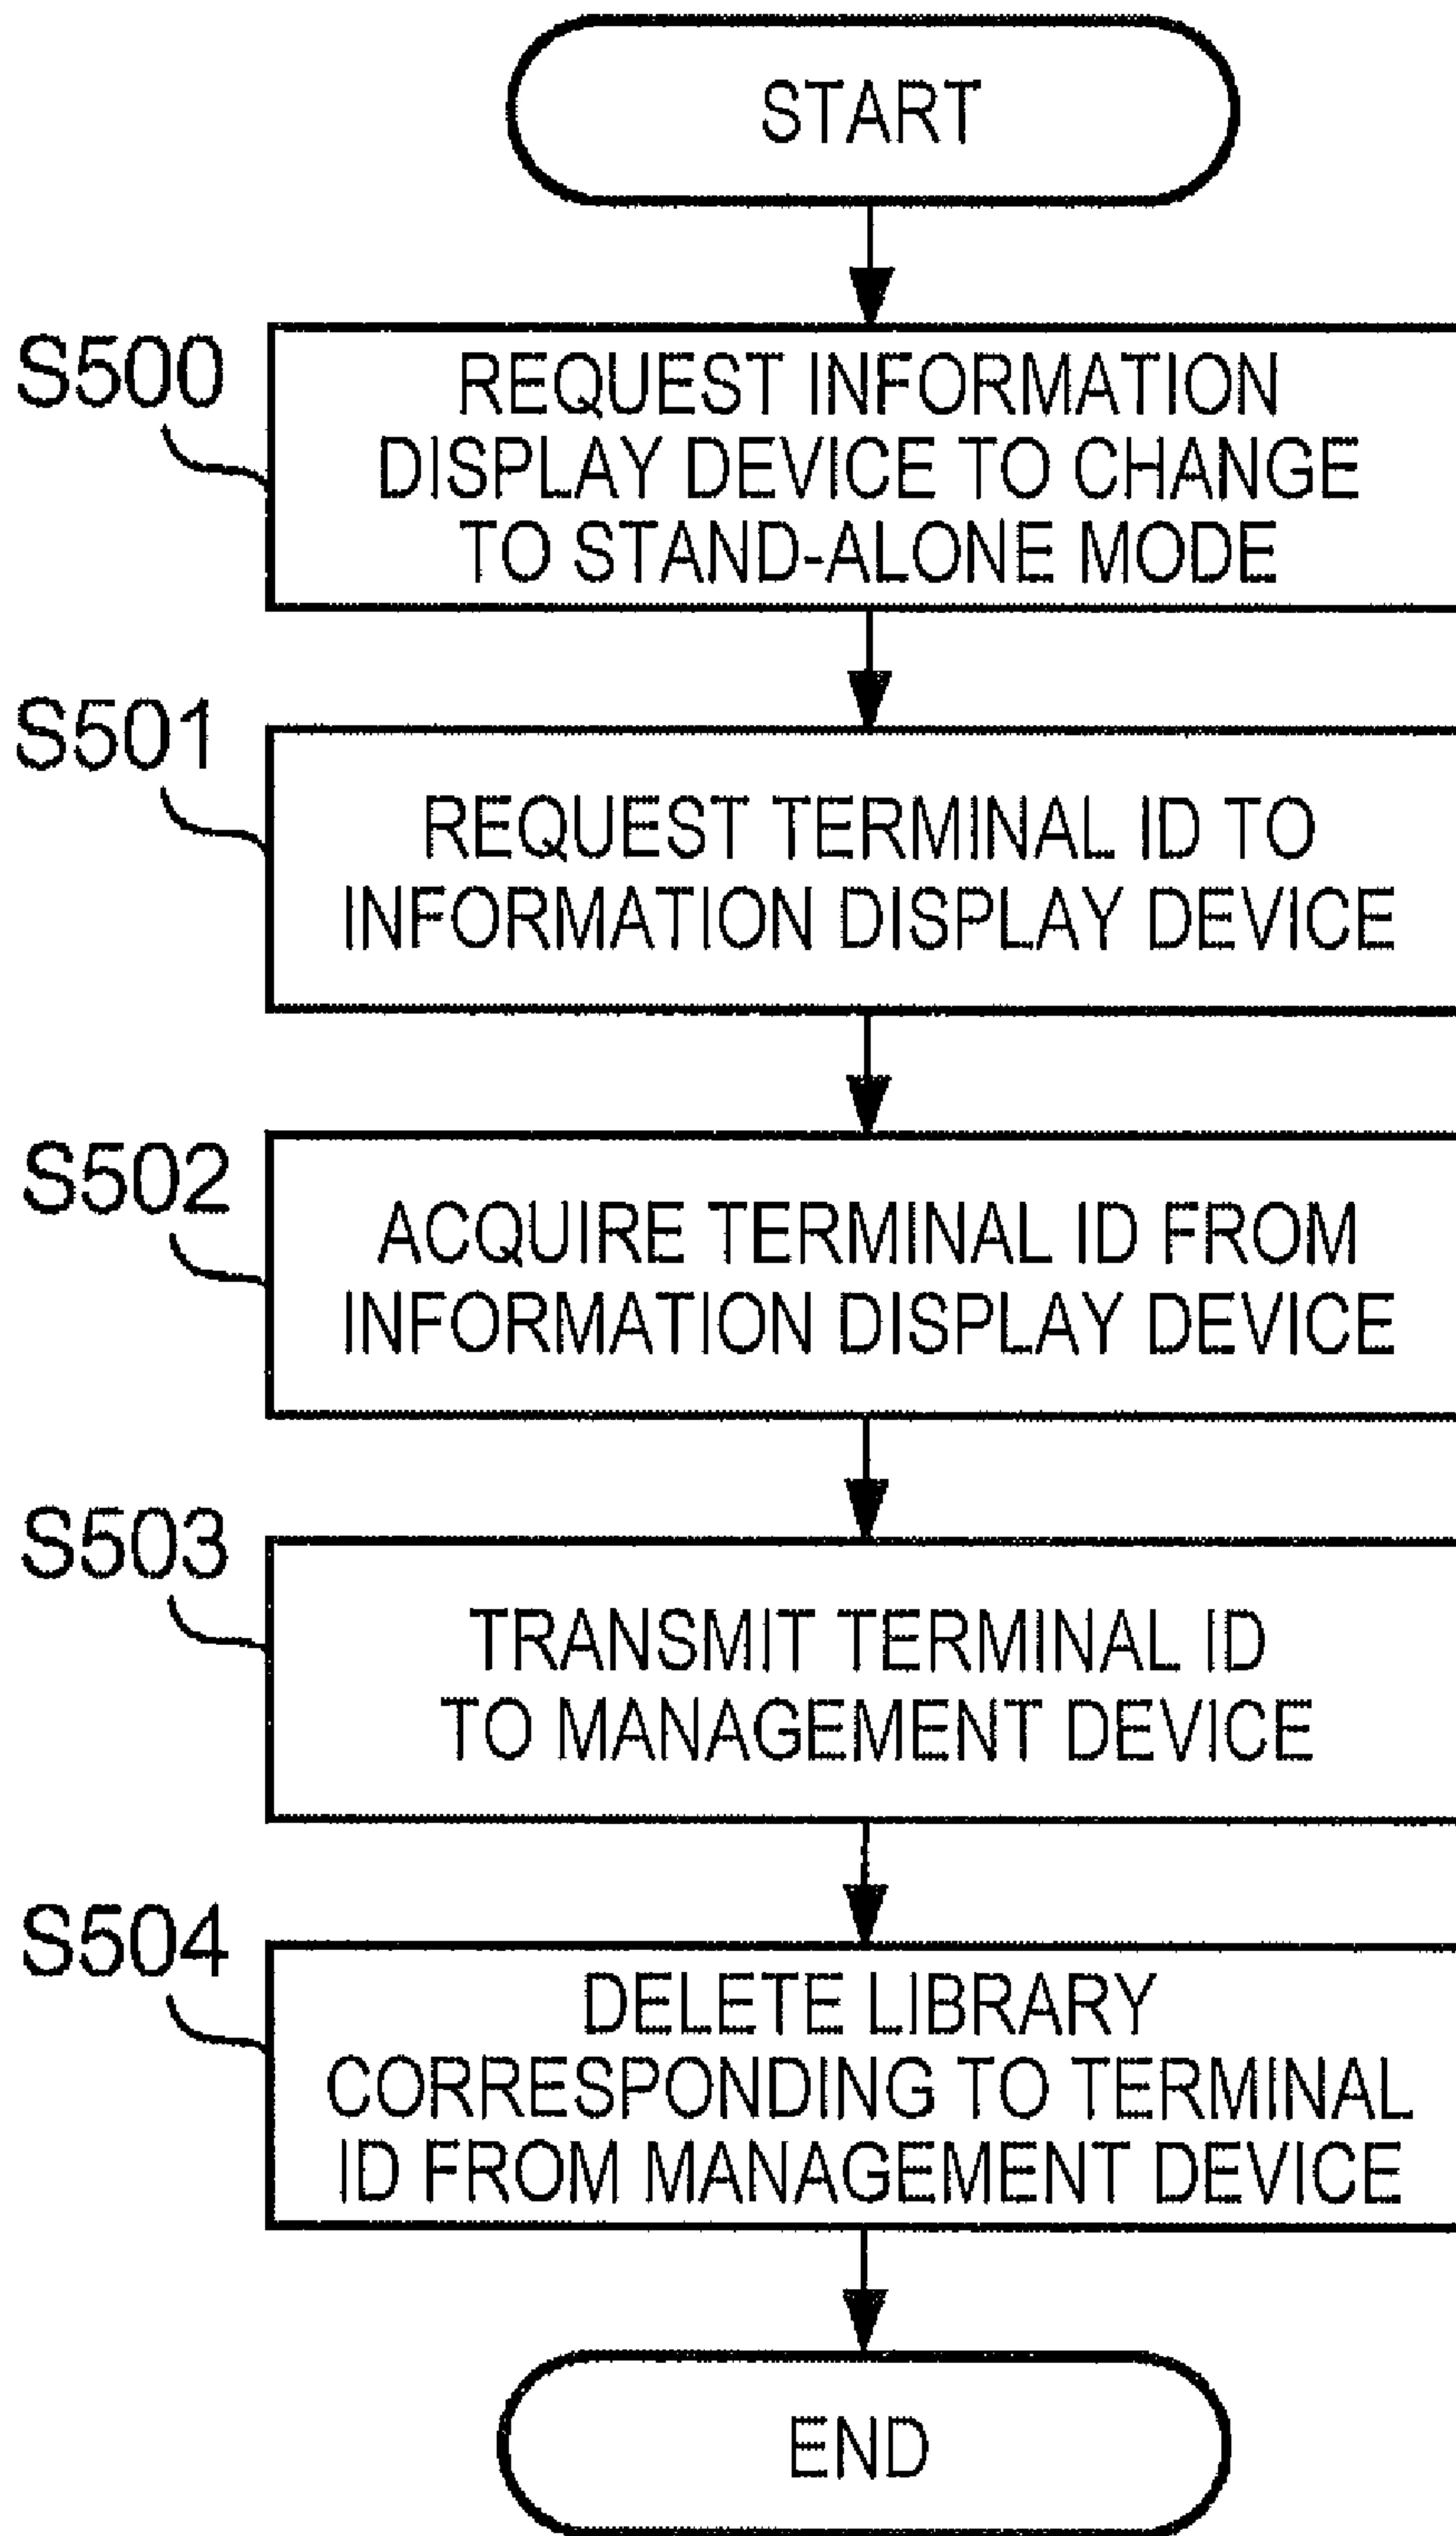 START
S500
REQUEST INFORMATION
DISPLAY DEVICE TO CHANGE
TO STAND-ALONE MODE
S501
REQUEST TERMINAL ID TO
INFORMATION DISPLAY DEVICE
S502
ACQUIRE TERMINAL ID FROM
INFORMATION DISPLAY DEVICE
S503
TRANSMIT TERMINAL ID
TO MANAGEMENT DEVICE
S504
DELETE LIBRARY
CORRESPONDING TO TERMINAL
ID FROM MANAGEMENT DEVICE
END